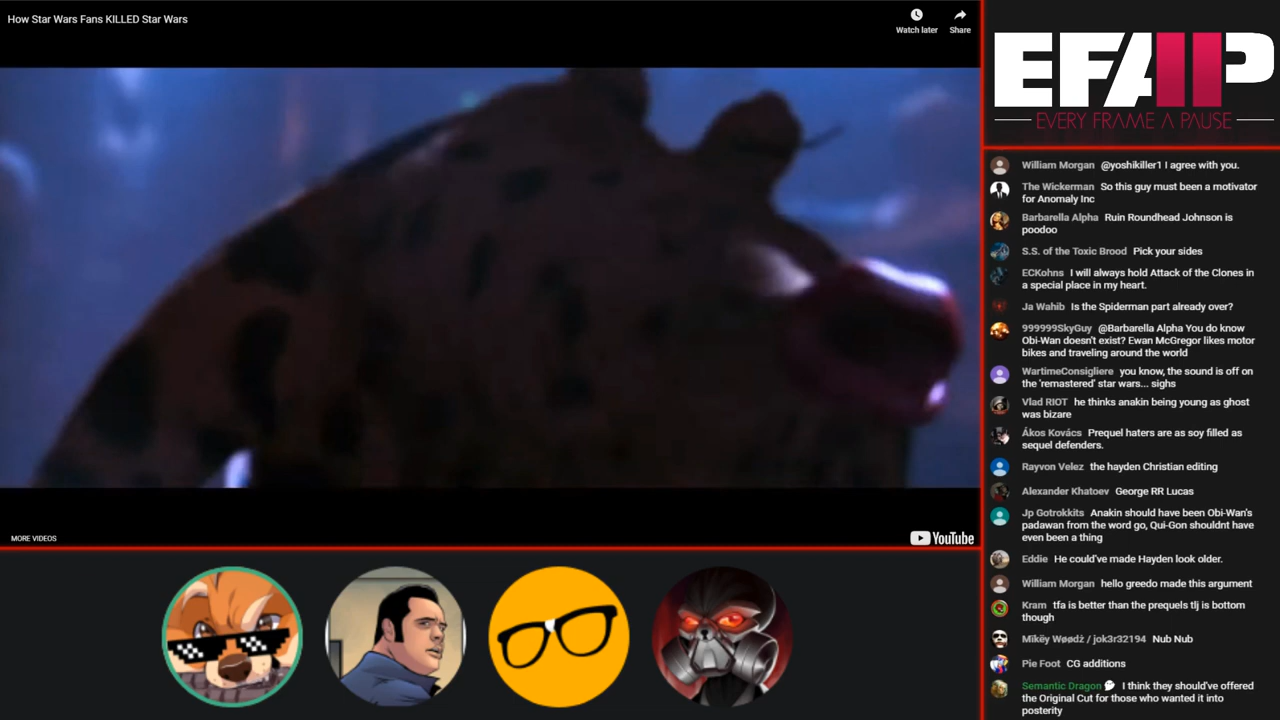 How Star Wars Fans KILLED Star Wars
Watch later
Share
MORE VIDEOS
YouTube
EFAP
EVERY FRAME A PAUSE
William Morgan @yoshikiller1 I agree with you.
The Wickerman So this guy must been a motivator
for Anomaly Inc
Barbarella Alpha Ruin Roundhead Johnson is
poodoo
S.S. of the Toxic Brood Pick your sides
ECKohns I will always hold Attack of the Clones in
a special place in my heart.
Ja Wahib Is the Spiderman part already over?
999999SkyGuy @Barbarella Alpha You do know
Obi-Wan doesn't exist? Ewan McGregor likes motor
bikes and traveling around the world
WartimeConsigliere you know, the sound is off on
the 'remastered' star wars... sighs
Vlad RIOT he thinks anakin being young as ghost
was bizare
Ákos Kovács Prequel haters are as soy filled as
sequel defenders.
Rayvon Velez the hayden Christian editing
Alexander Khatoev George RR Lucas
Jp Gotrokkits Anakin should have been Obi-Wan's
padawan from the word go, Qui-Gon shouldnt have
even been a thing
Eddie He could've made Hayden look older.
William Morgan hello greedo made this argument
Kram tfa is better than the prequels tlj is bottom
though
Mikëy Wøødž / jok3r32194 Nub Nub
Pie Foot CG additions
Semantic Dragon I think they should've offered
the Original Cut for those who wanted it into
posterity